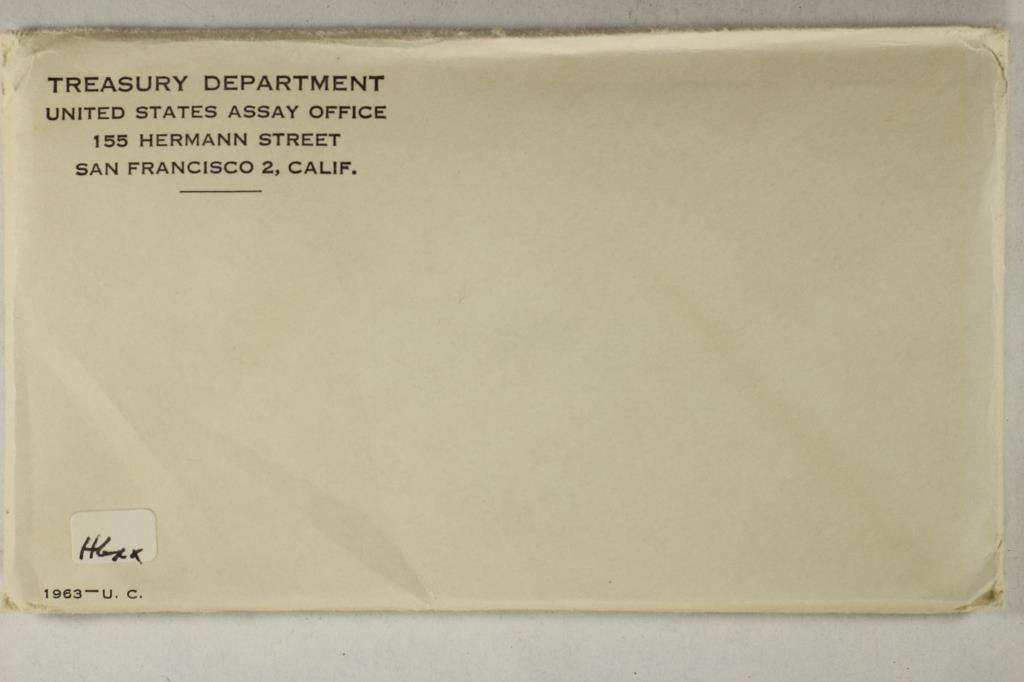 TREASURY DEPARTMENT
UNITED STATES ASSAY OFFICE
155 HERMANN STREET
SAN FRANCISCO 2, CALIF.
1963—U. C.